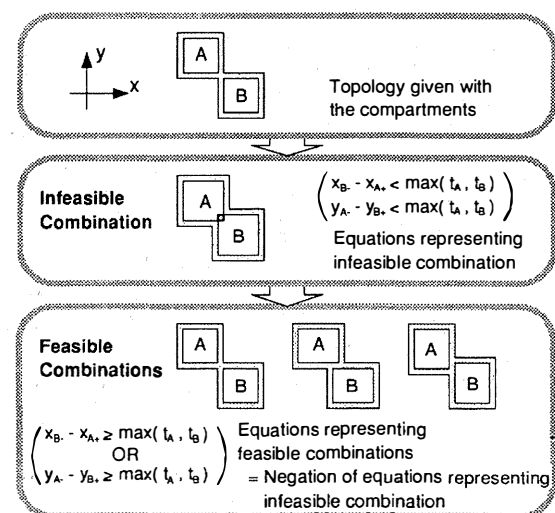 y
x
A
B
Topology given with
the compartments
Infeasible
Combination
A
B
x_B- - x_A+ < max( t_A , t_B )
y_A- - y_B+ < max( t_A , t_B )
Equations representing
infeasible combination
Feasible
Combinations
A
B
A
B
A
B
x_B- - x_A+ ≥ max( t_A , t_B )
OR
y_A- - y_B+ ≥ max( t_A , t_B )
Equations representing
feasible combinations
= Negation of equations representing
infeasible combination